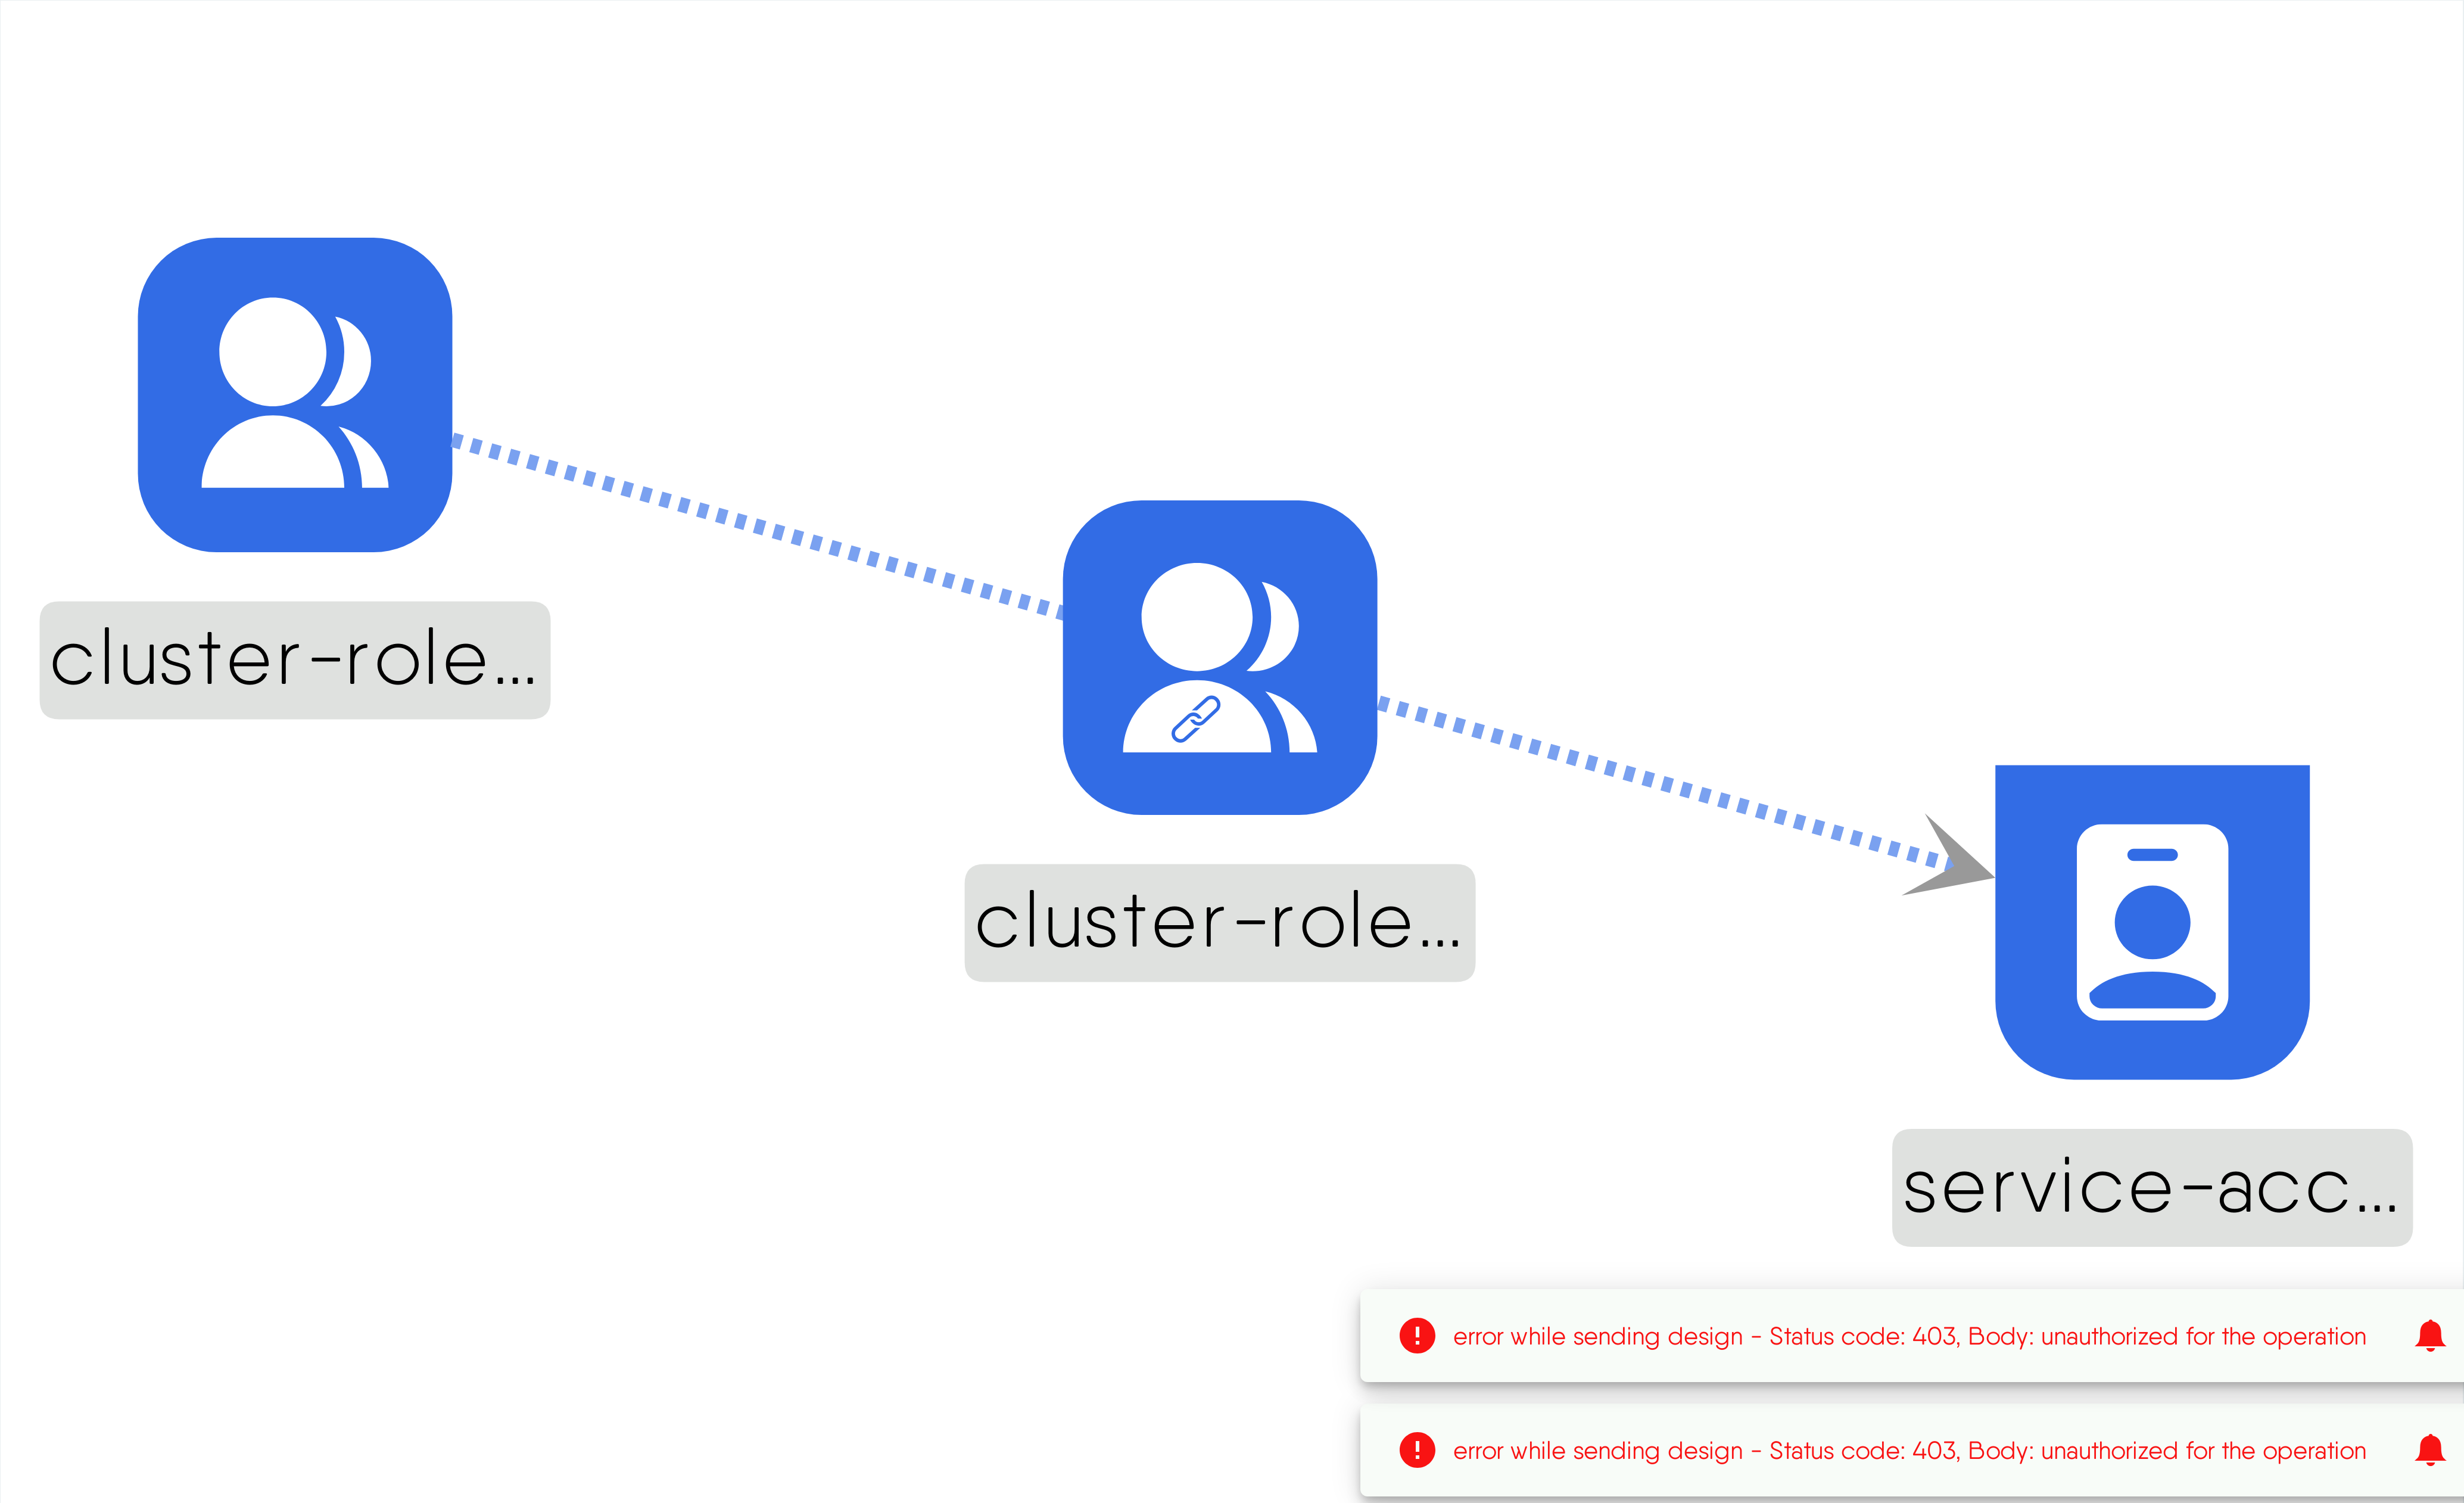 cluster-role...
cluster-role...
service-acc...
error while sending design - Status code: 403, Body: unauthorized for the operation
error while sending design - Status code: 403, Body: unauthorized for the operation